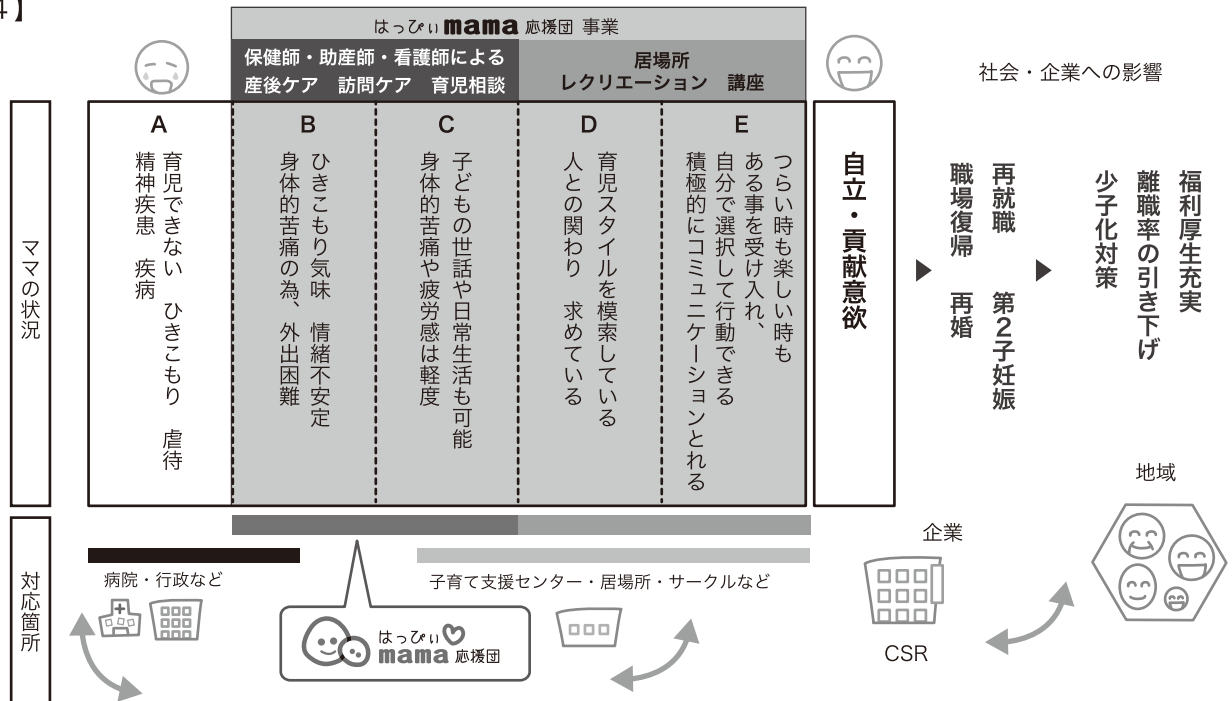 4】
はっぴぃmama応援団 事業
保健師・助産師・看護師による
産後ケア 訪問ケア 育児相談
居場所
レクリエーション 講座
社会・企業への影響
ママの状況
A
育児できない ひきこもり 虐待
精神疾患 疾病
B
ひきこもり気味 情緒不安定
身体的苦痛の為、外出困難
C
子どもの世話や日常生活も可能
身体的苦痛や疲労感は軽度
D
育児スタイルを模索している
人との関わり 求めている
E
つらい時も楽しい時も
ある事を受け入れ、
自分で選択して行動できる
積極的にコミュニケーションとれる
自立・貢献意欲
再就職 第2子妊娠
職場復帰 再婚
福利厚生充実
離職率の引き下げ
少子化対策
対応箇所
病院・行政など
はっぴぃ
mama応援団
子育て支援センター・居場所・サークルなど
企業
CSR
地域